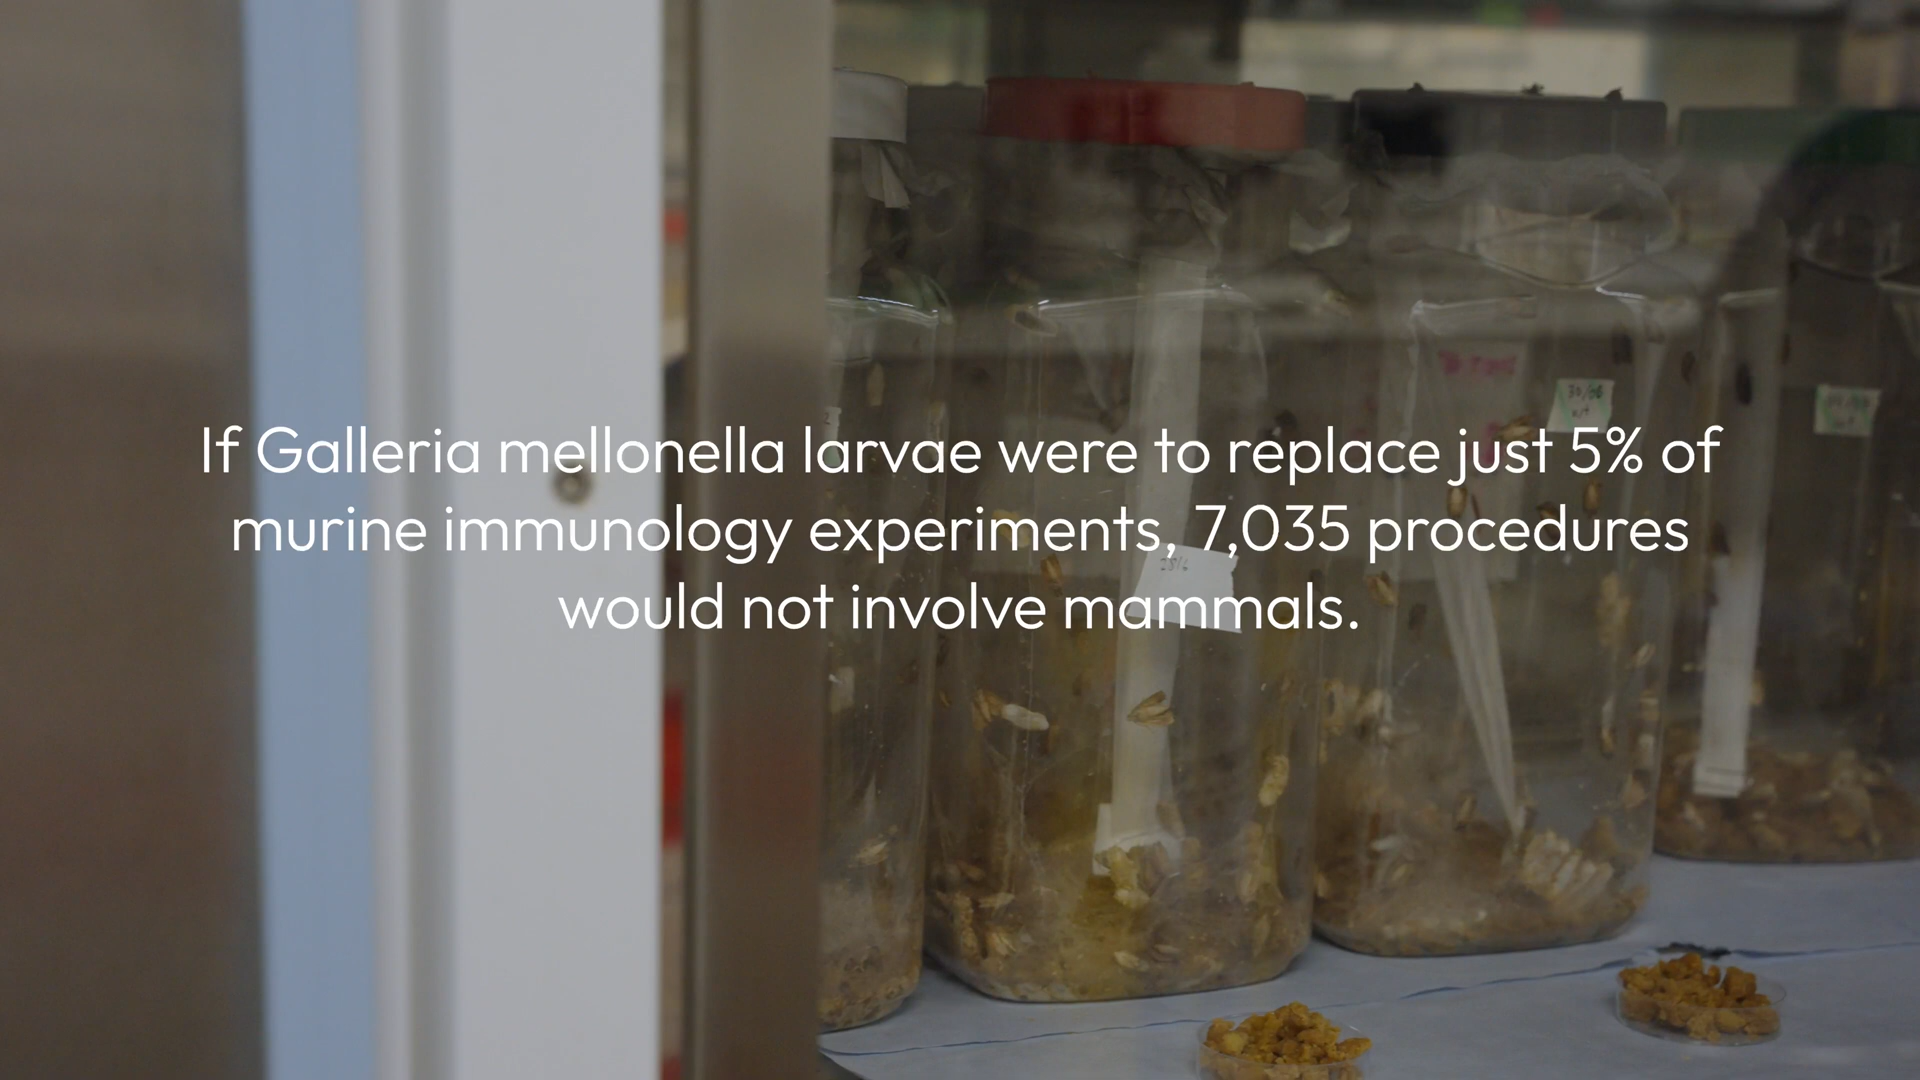 If Galleria mellonella larvae were to replace just 5% of
murine immunology experiments, 7,035 procedures
would not involve mammals.